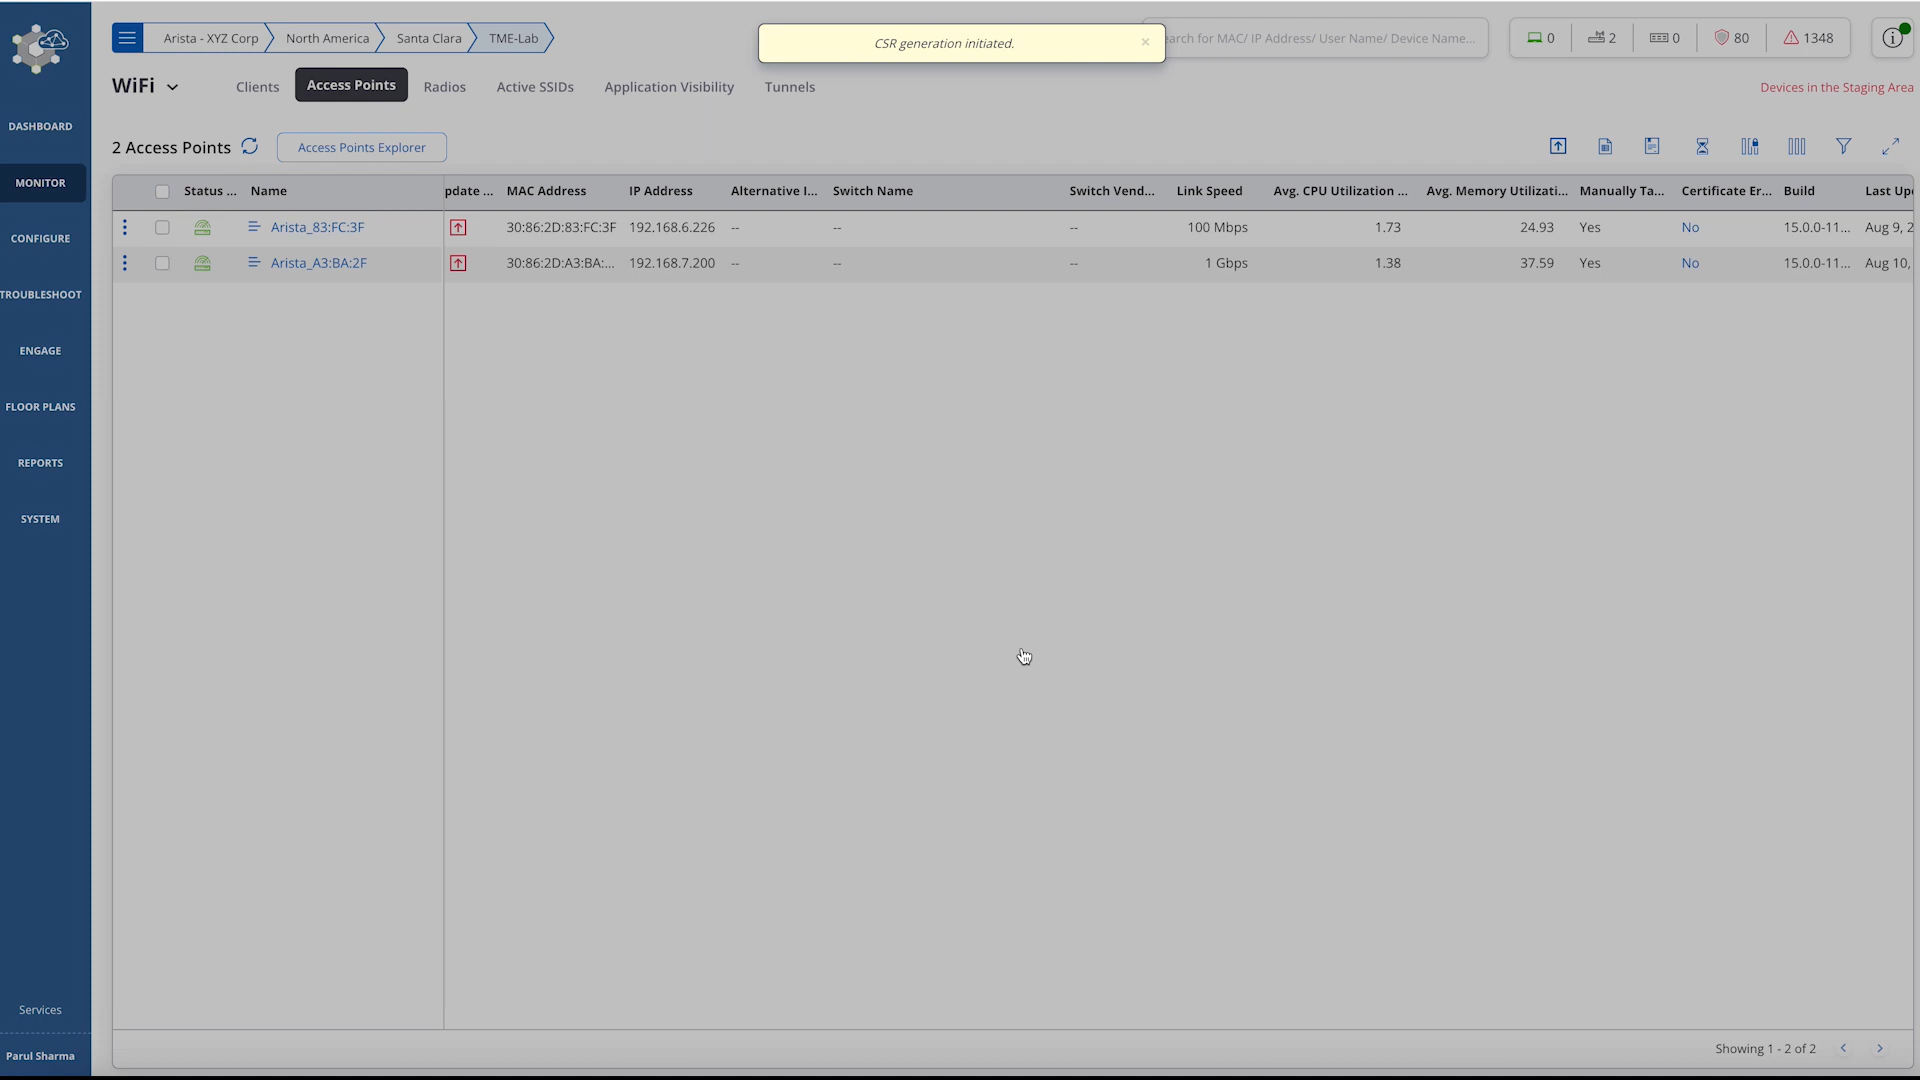 Arista - XYZ Corp North America Santa Clara TME-Lab
CSR generation initiated. ×
earch for MAC/ IP Address/ User Name/ Device Name...
0 2 0 80 1348
WiFi Clients Access Points Radios Active SSIDs Application Visibility Tunnels
Devices in the Staging Area
DASHBOARD
MONITOR
CONFIGURE
TROUBLESHOOT
ENGAGE
FLOOR PLANS
REPORTS
SYSTEM
Services
Parul Sharma
2 Access Points Access Points Explorer
Status ... Name pdate ... MAC Address IP Address Alternative I... Switch Name Switch Vend... Link Speed Avg. CPU Utilization ... Avg. Memory Utilizati... Manually Ta... Certificate Er... Build Last Up
Arista_83:FC:3F 30:86:2D:83:FC:3F 192.168.6.226 -- -- -- 100 Mbps 1.73 24.93 Yes No 15.0.0-11... Aug 9, 2
Arista_A3:BA:2F 30:86:2D:A3:BA:... 192.168.7.200 -- -- -- 1 Gbps 1.38 37.59 Yes No 15.0.0-11... Aug 10,
Showing 1 - 2 of 2